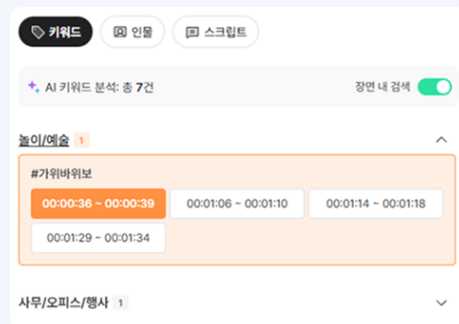 키워드 인물 스크립트
AI 키워드 분석: 총 7건 장면 내 검색
놀이/예술 1
#가위바위보
00:00:36 ~ 00:00:39 00:01:06 ~ 00:01:10 00:01:14 ~ 00:01:18
00:01:29 ~ 00:01:34
사무/오피스/행사 1